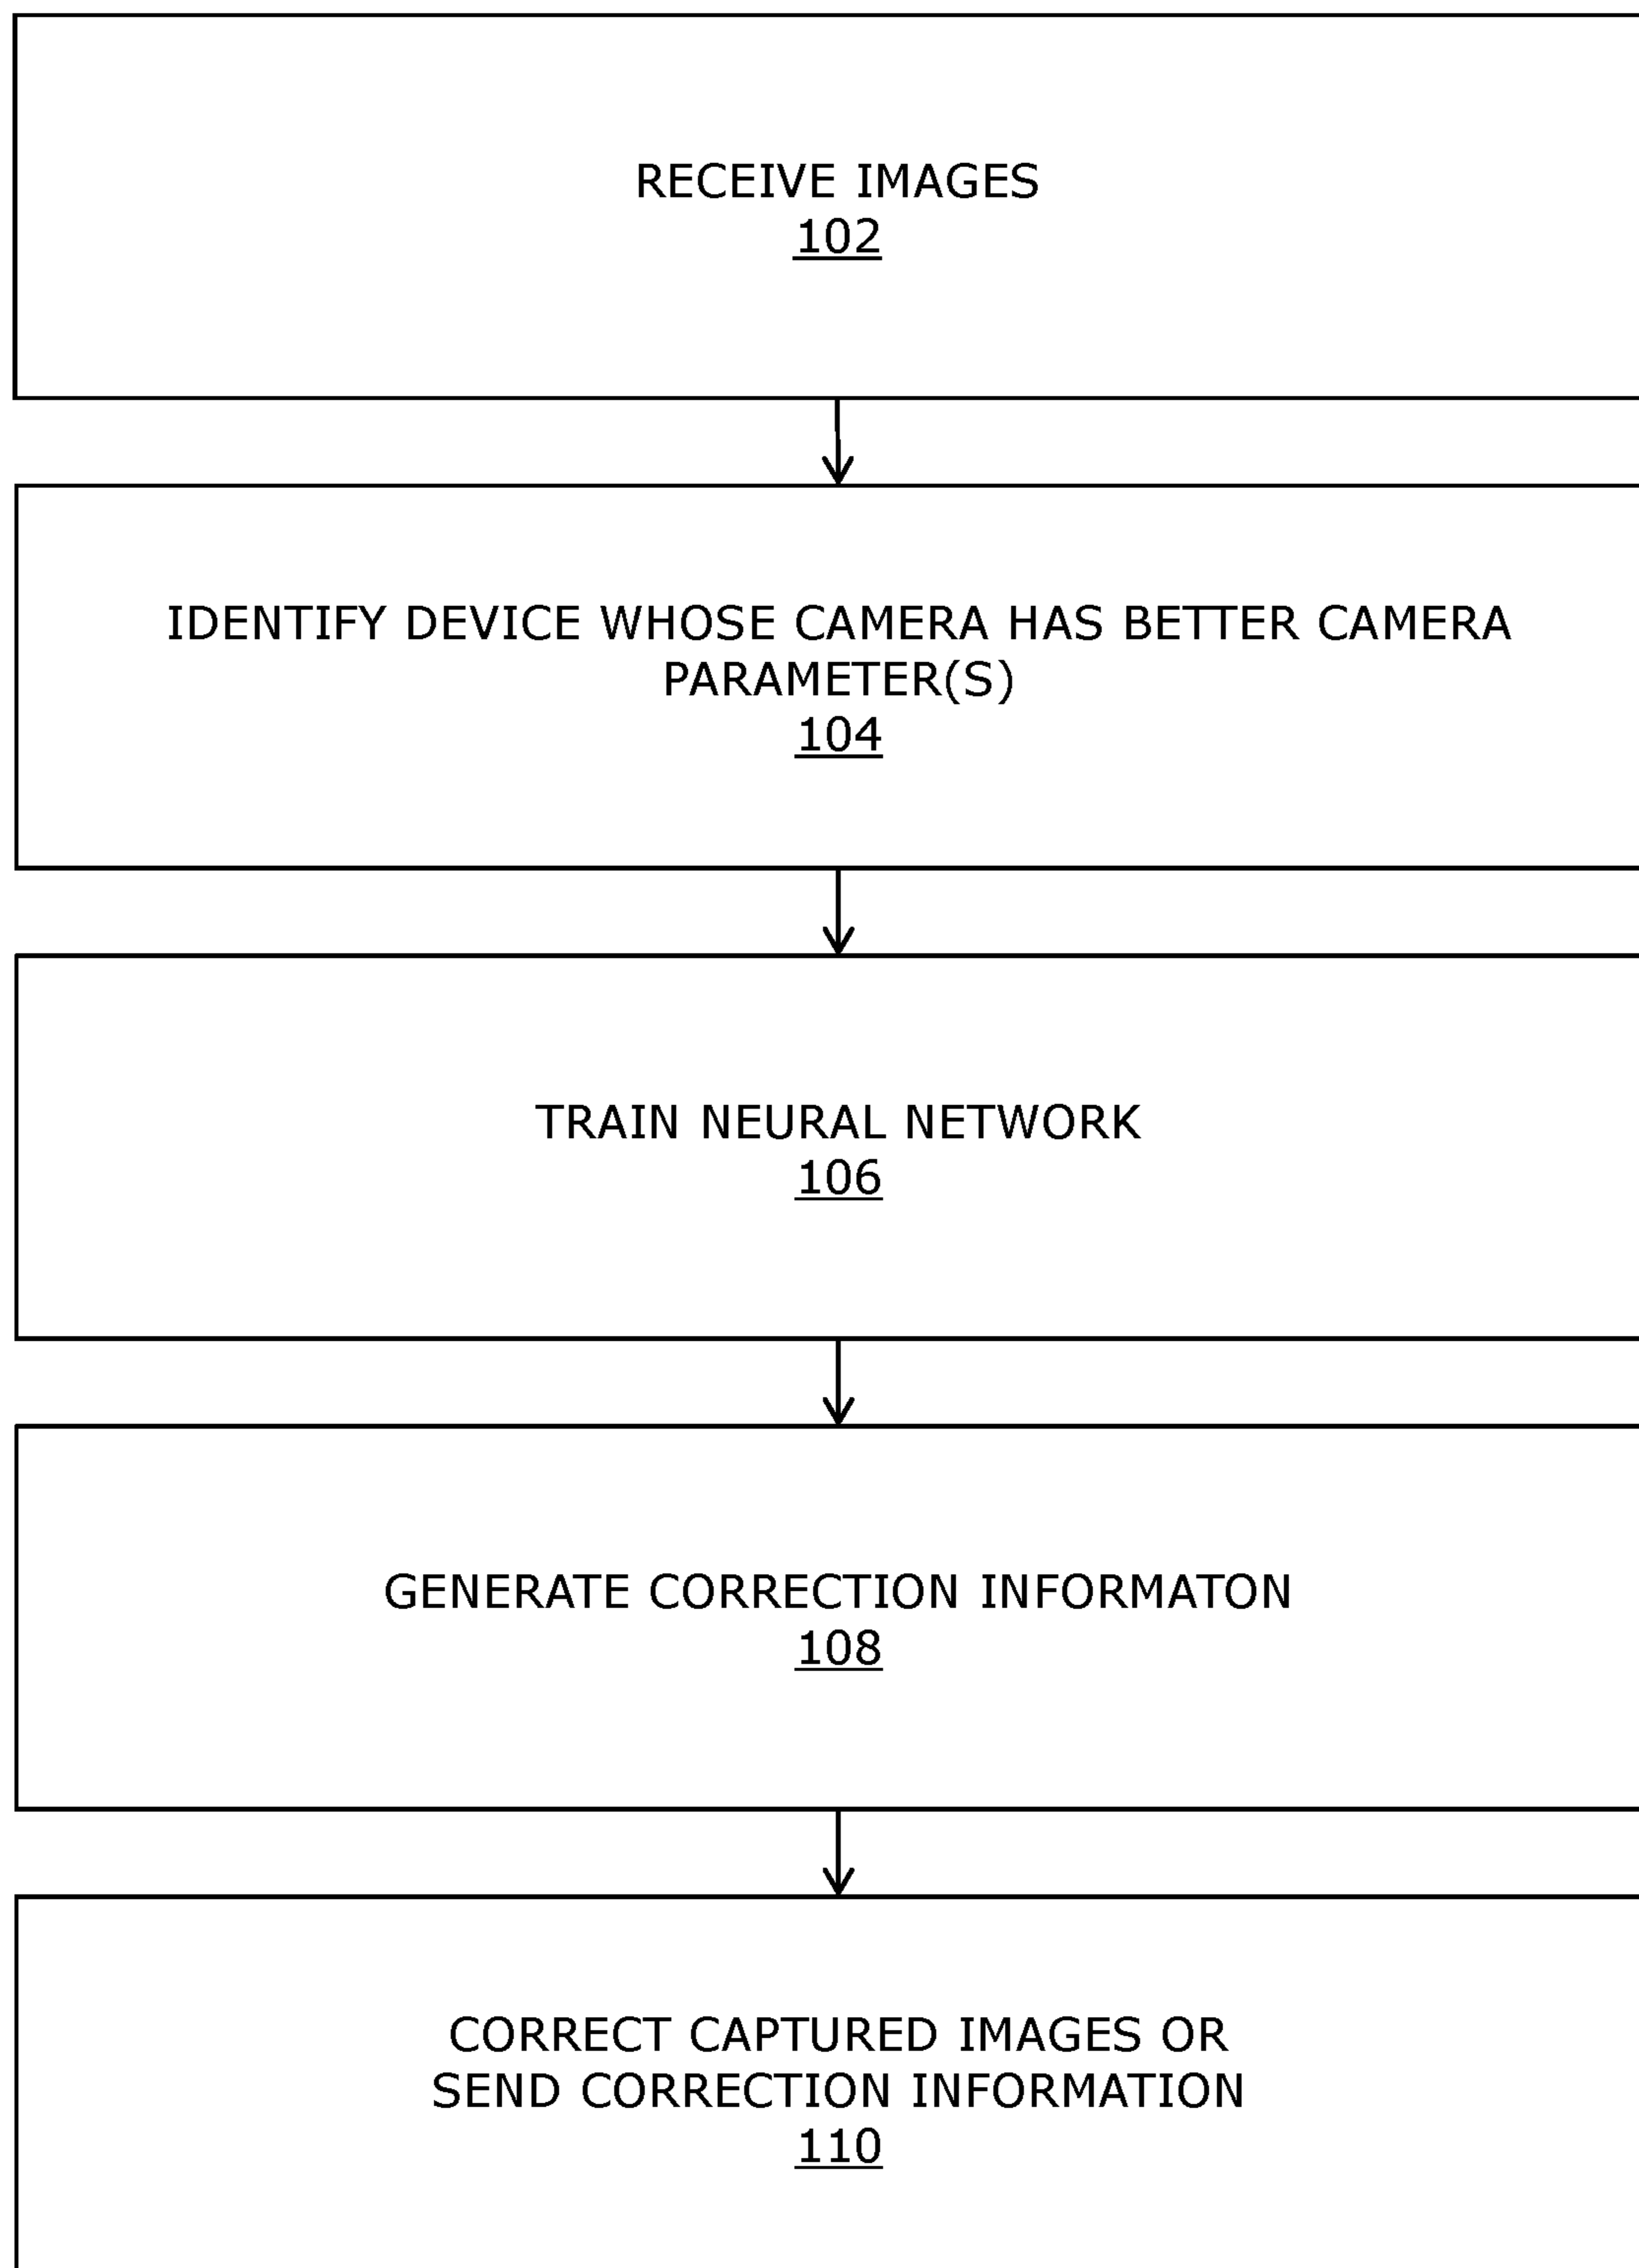 RECEIVE IMAGES
102
IDENTIFY DEVICE WHOSE CAMERA HAS BETTER CAMERA
PARAMETER(S)
104
TRAIN NEURAL NETWORK
106
GENERATE CORRECTION INFORMATON
108
CORRECT CAPTURED IMAGES OR
SEND CORRECTION INFORMATION
110